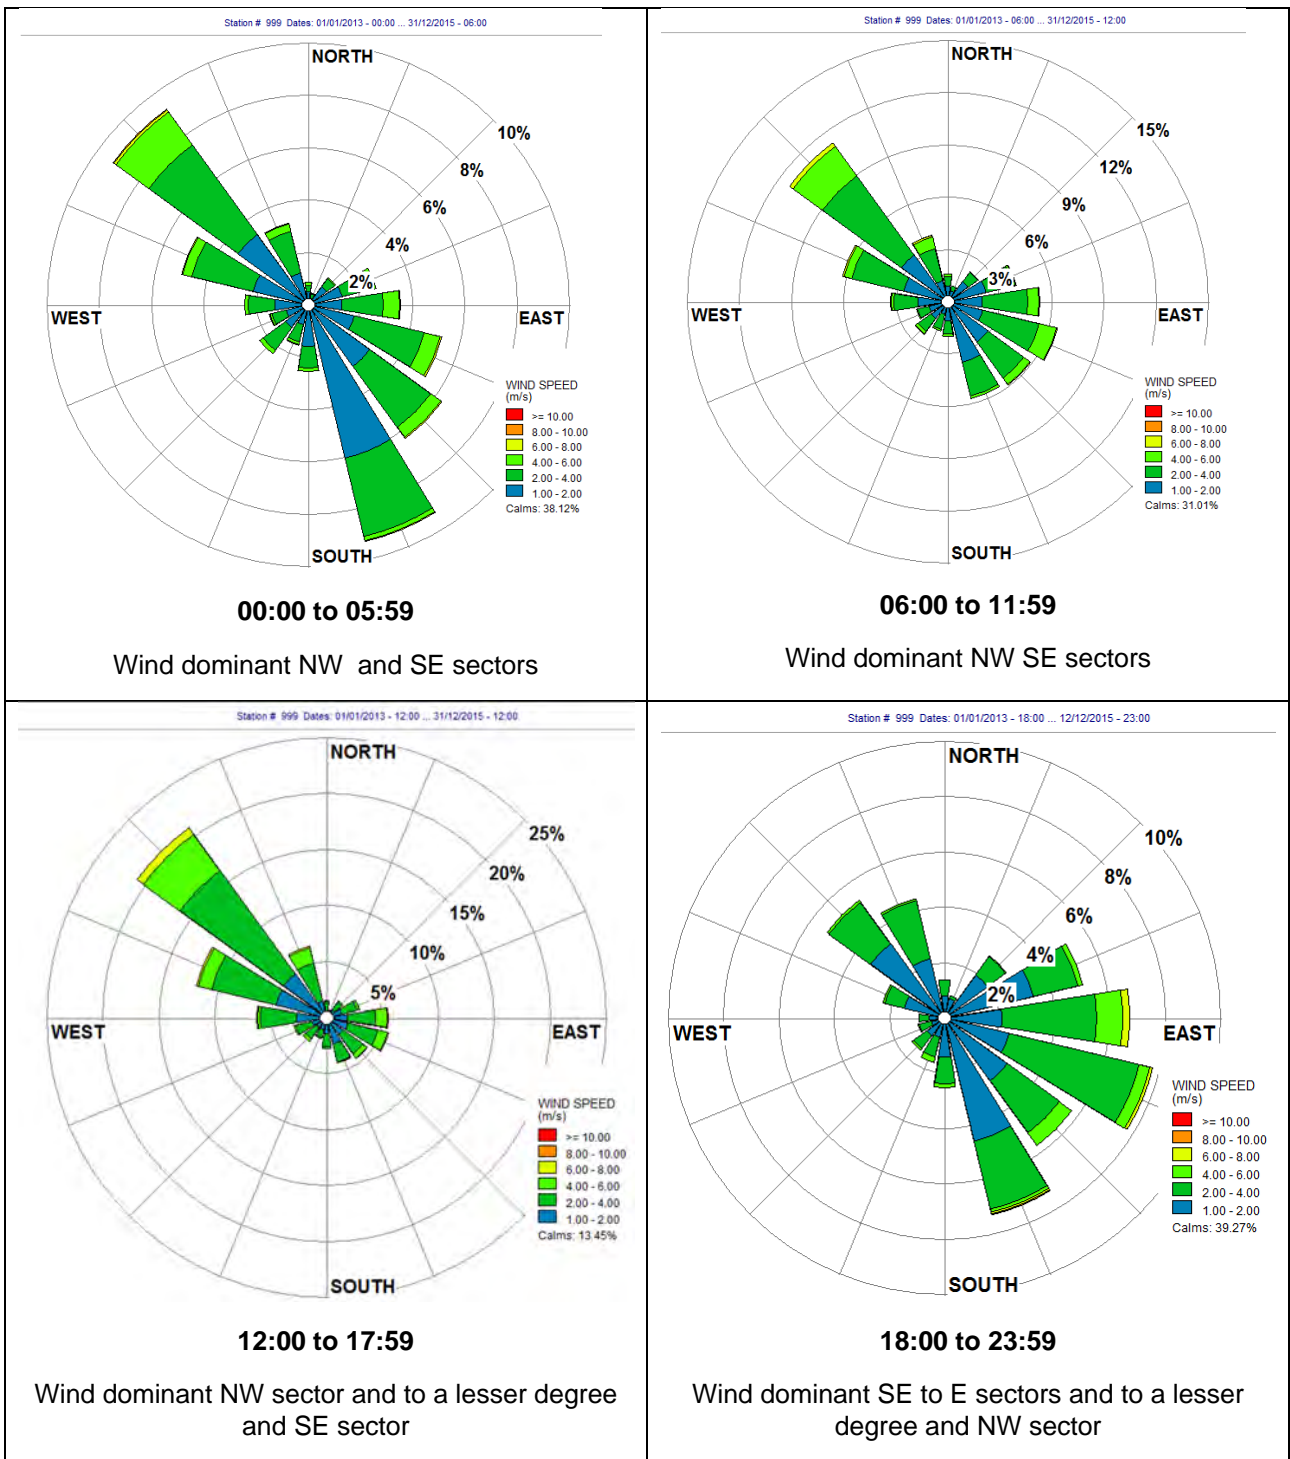 Station # 999 Dates: 01/01/2013 - 00:00 ... 31/12/2015 - 06:00
NORTH
10%
8%
6%
4%
2%
WEST
EAST
WIND SPEED
(m/s)
>= 10.00
8.00 - 10.00
6.00 - 8.00
4.00 - 6.00
2.00 - 4.00
1.00 - 2.00
Calms: 38.12%
SOUTH
00:00 to 05:59
Wind dominant NW and SE sectors
Station # 999 Dates: 01/01/2013 - 06:00 ... 31/12/2015 - 12:00
NORTH
15%
12%
9%
6%
3%
WEST
EAST
WIND SPEED
(m/s)
>= 10.00
8.00 - 10.00
6.00 - 8.00
4.00 - 6.00
2.00 - 4.00
1.00 - 2.00
Calms: 31.01%
SOUTH
06:00 to 11:59
Wind dominant NW SE sectors
Station # 999 Dates: 01/01/2013 - 12:00 ... 31/12/2015 - 12:00
NORTH
25%
20%
15%
10%
5%
WEST
EAST
WIND SPEED
(m/s)
>= 10.00
8.00 - 10.00
6.00 - 8.00
4.00 - 6.00
2.00 - 4.00
1.00 - 2.00
Calms: 13.45%
SOUTH
12:00 to 17:59
Wind dominant NW sector and to a lesser degree
and SE sector
Station # 999 Dates: 01/01/2013 - 18:00 ... 12/12/2015 - 23:00
NORTH
10%
8%
6%
4%
2%
WEST
EAST
WIND SPEED
(m/s)
>= 10.00
8.00 - 10.00
6.00 - 8.00
4.00 - 6.00
2.00 - 4.00
1.00 - 2.00
Calms: 39.27%
SOUTH
18:00 to 23:59
Wind dominant SE to E sectors and to a lesser
degree and NW sector